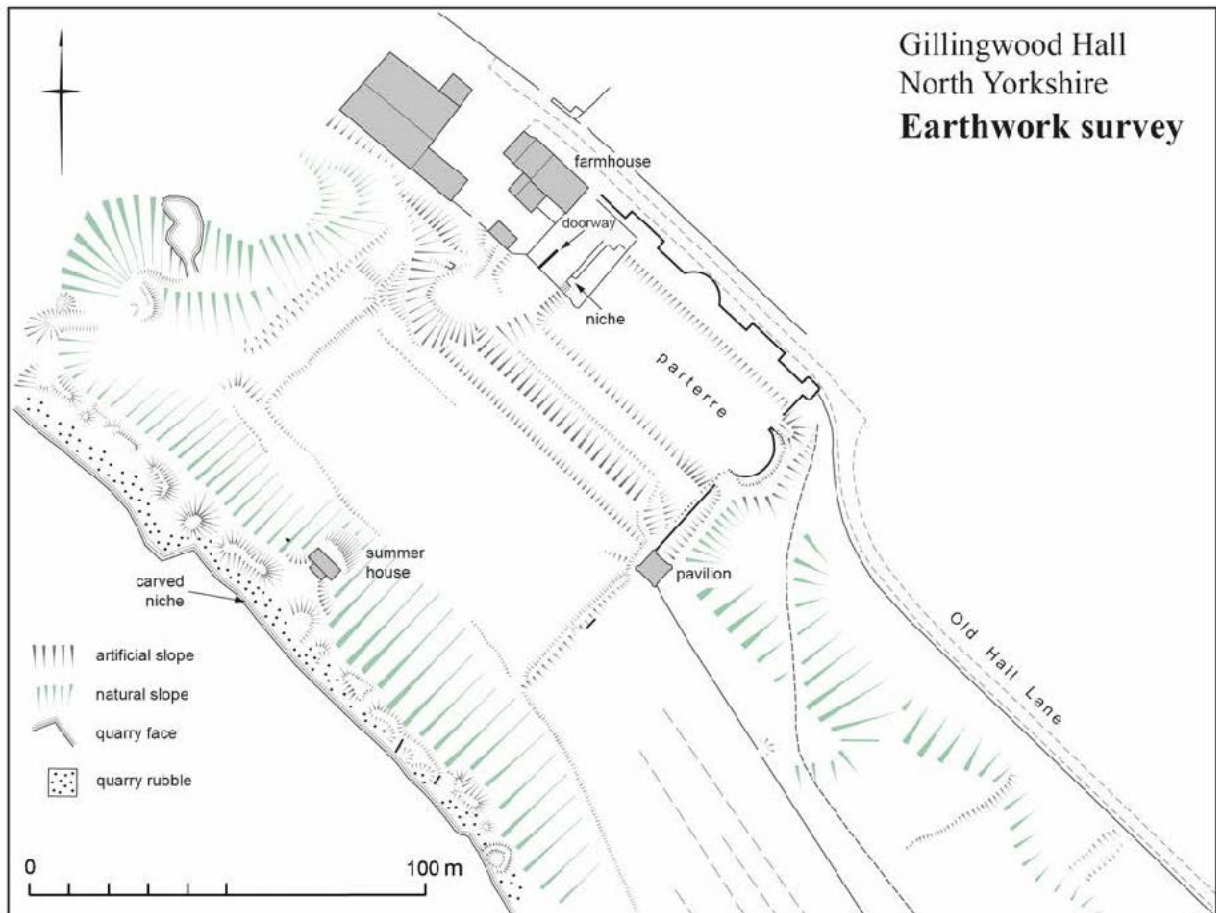 Gillingwood Hall
North Yorkshire
Earthwork survey
farmhouse
doorway
niche
parterre
summer
house
pavilion
carved
niche
Old Hall Lane
artificial slope
natural slope
quarry face
quarry rubble
0
100 m